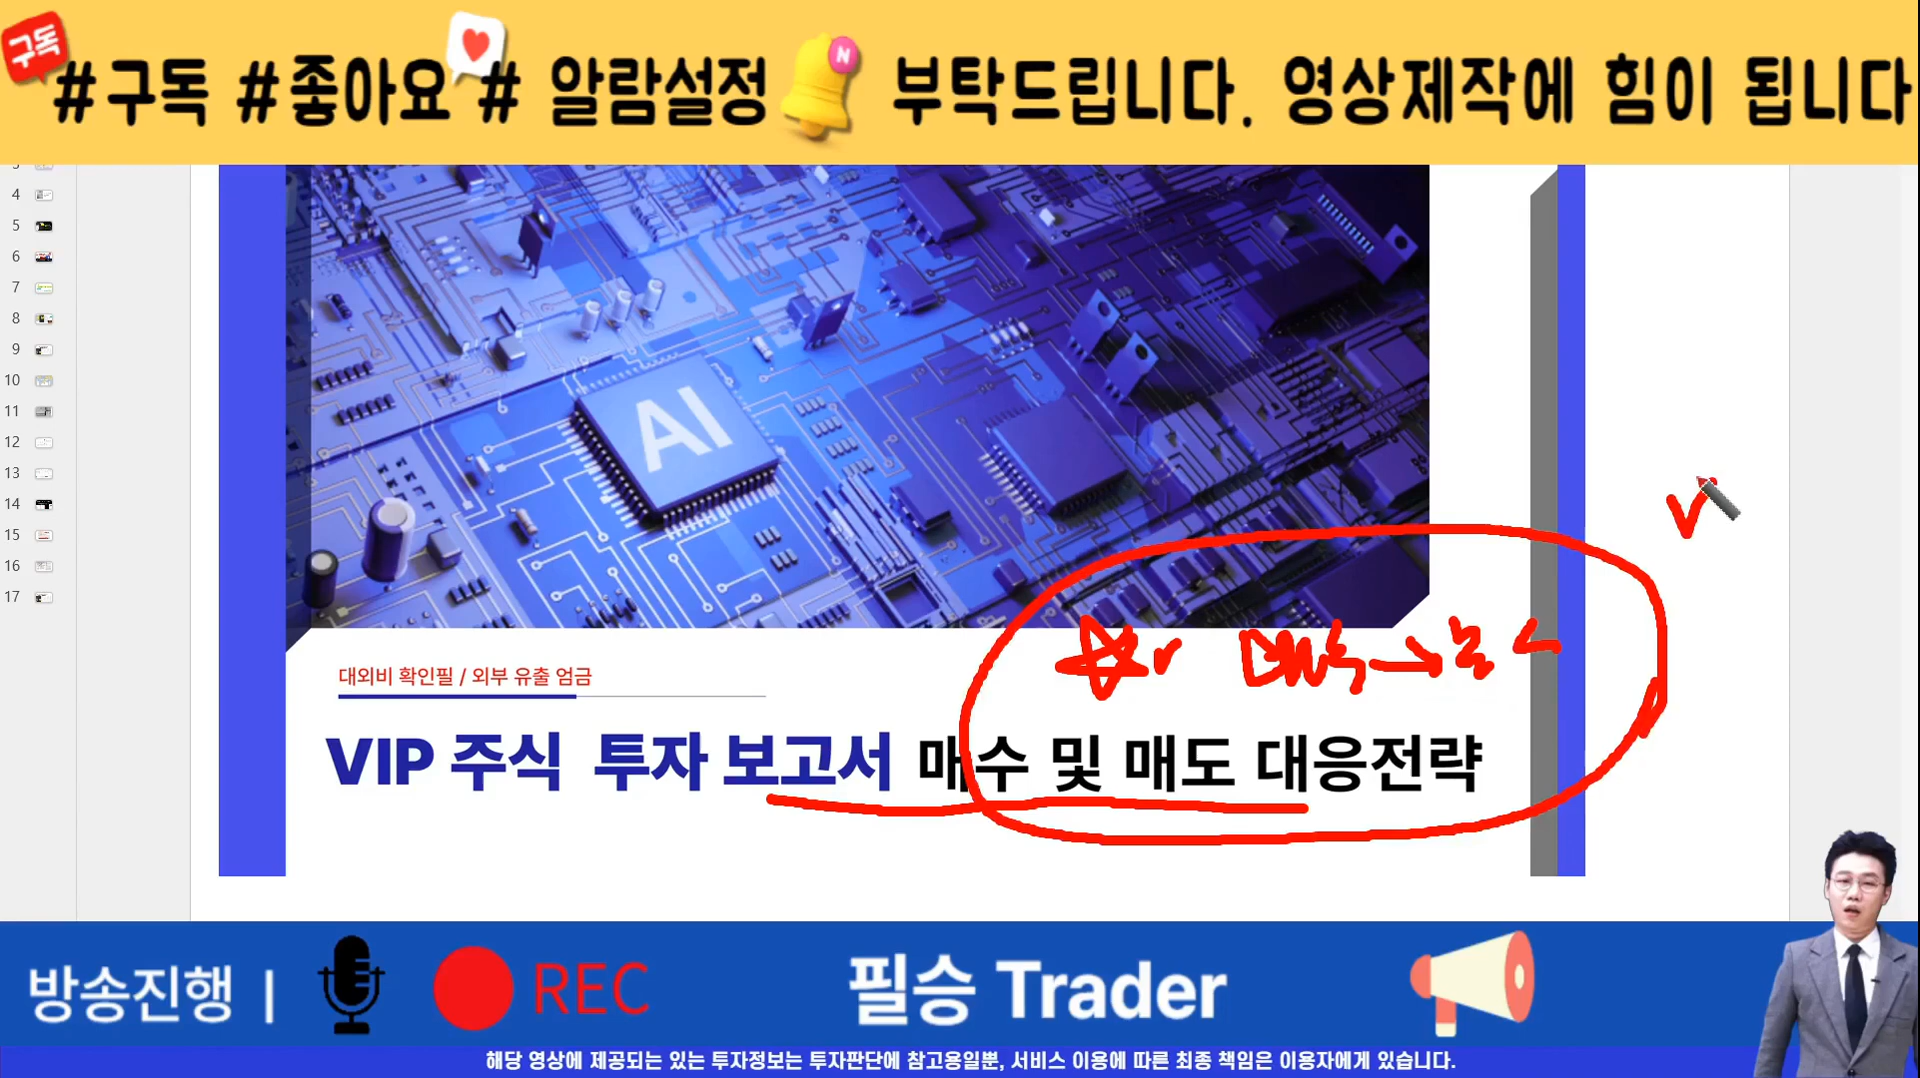 구독
#구독 #좋아요 # 알람설정 N 부탁드립니다. 영상제작에 힘이 됩니다
4
5
6
7
8
9
10
11
12
13
14
15
16
17
AI
대외비 확인필 / 외부 유출 엄금
VIP 주식 투자 보고서 매수 및 매도 대응전략
방송진행 | REC 필승 Trader
해당 영상에 제공되는 있는 투자정보는 투자판단에 참고용일뿐, 서비스 이용에 따른 최종 책임은 이용자에게 있습니다.